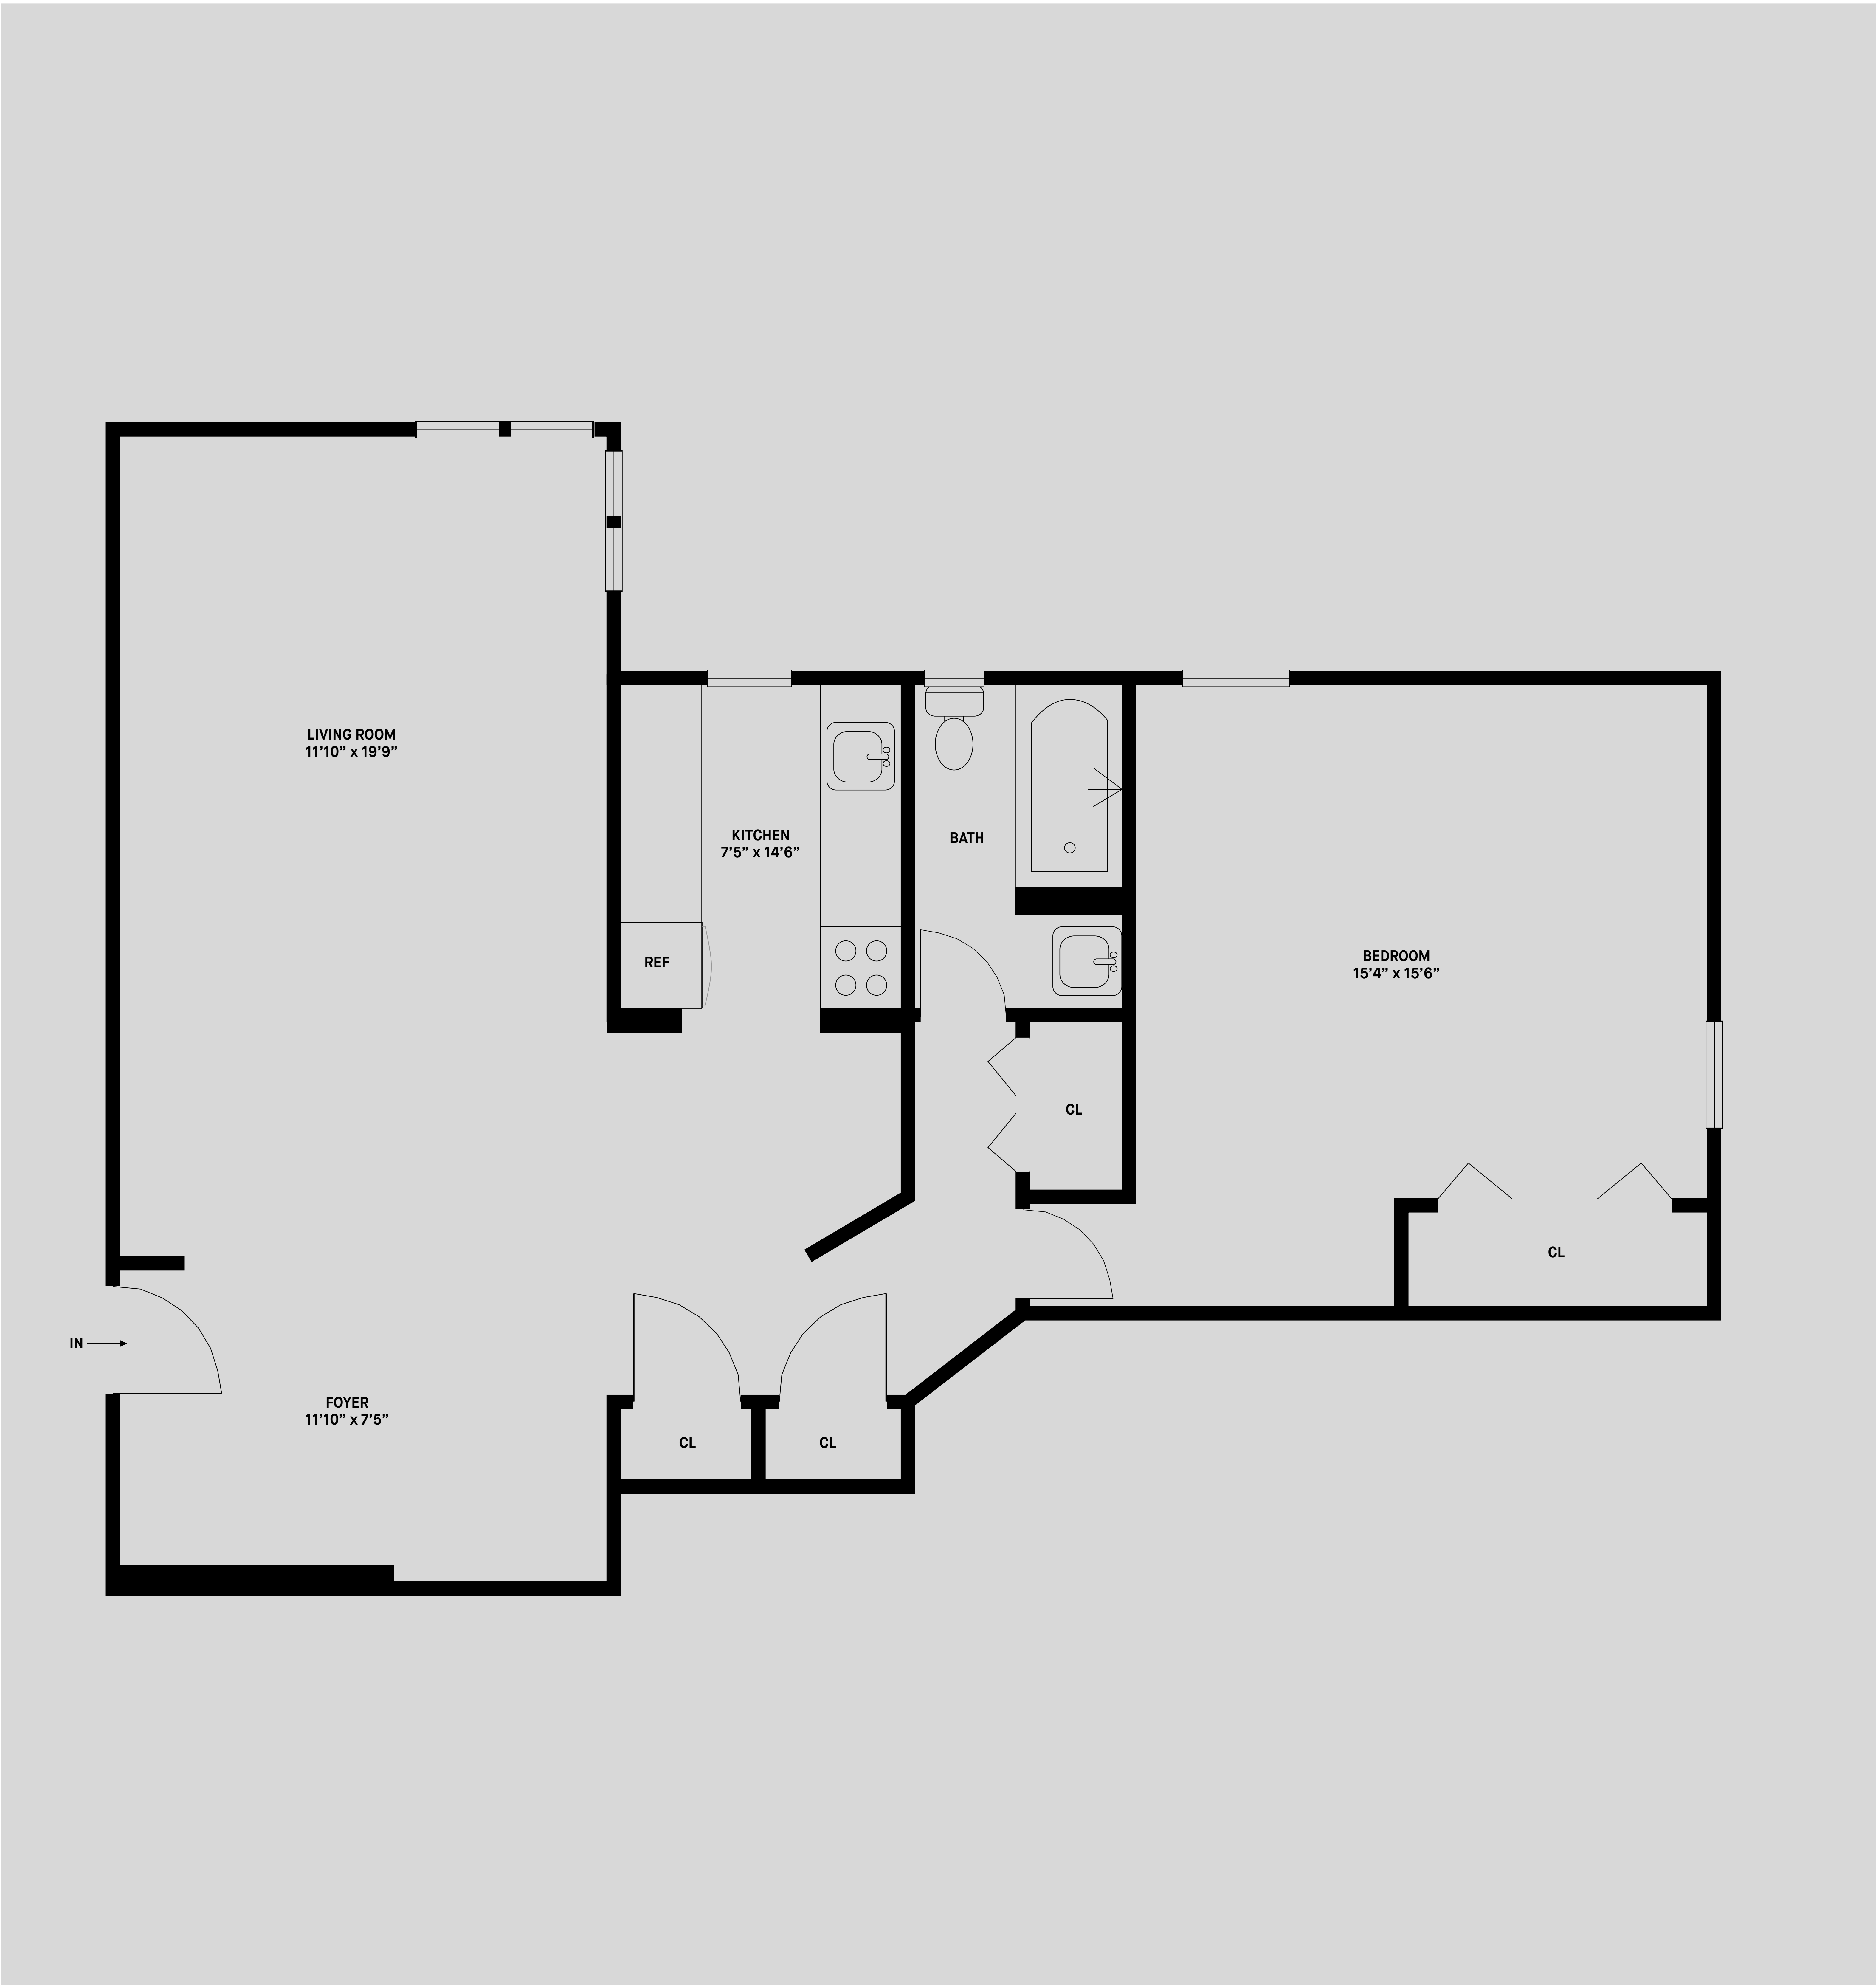 LIVING ROOM
11’10” x 19’9”
KITCHEN
7’5” x 14’6”
BATH
REF
BEDROOM
15’4” x 15’6”
CL
CL
IN
FOYER
11’10” x 7’5”
CL
CL